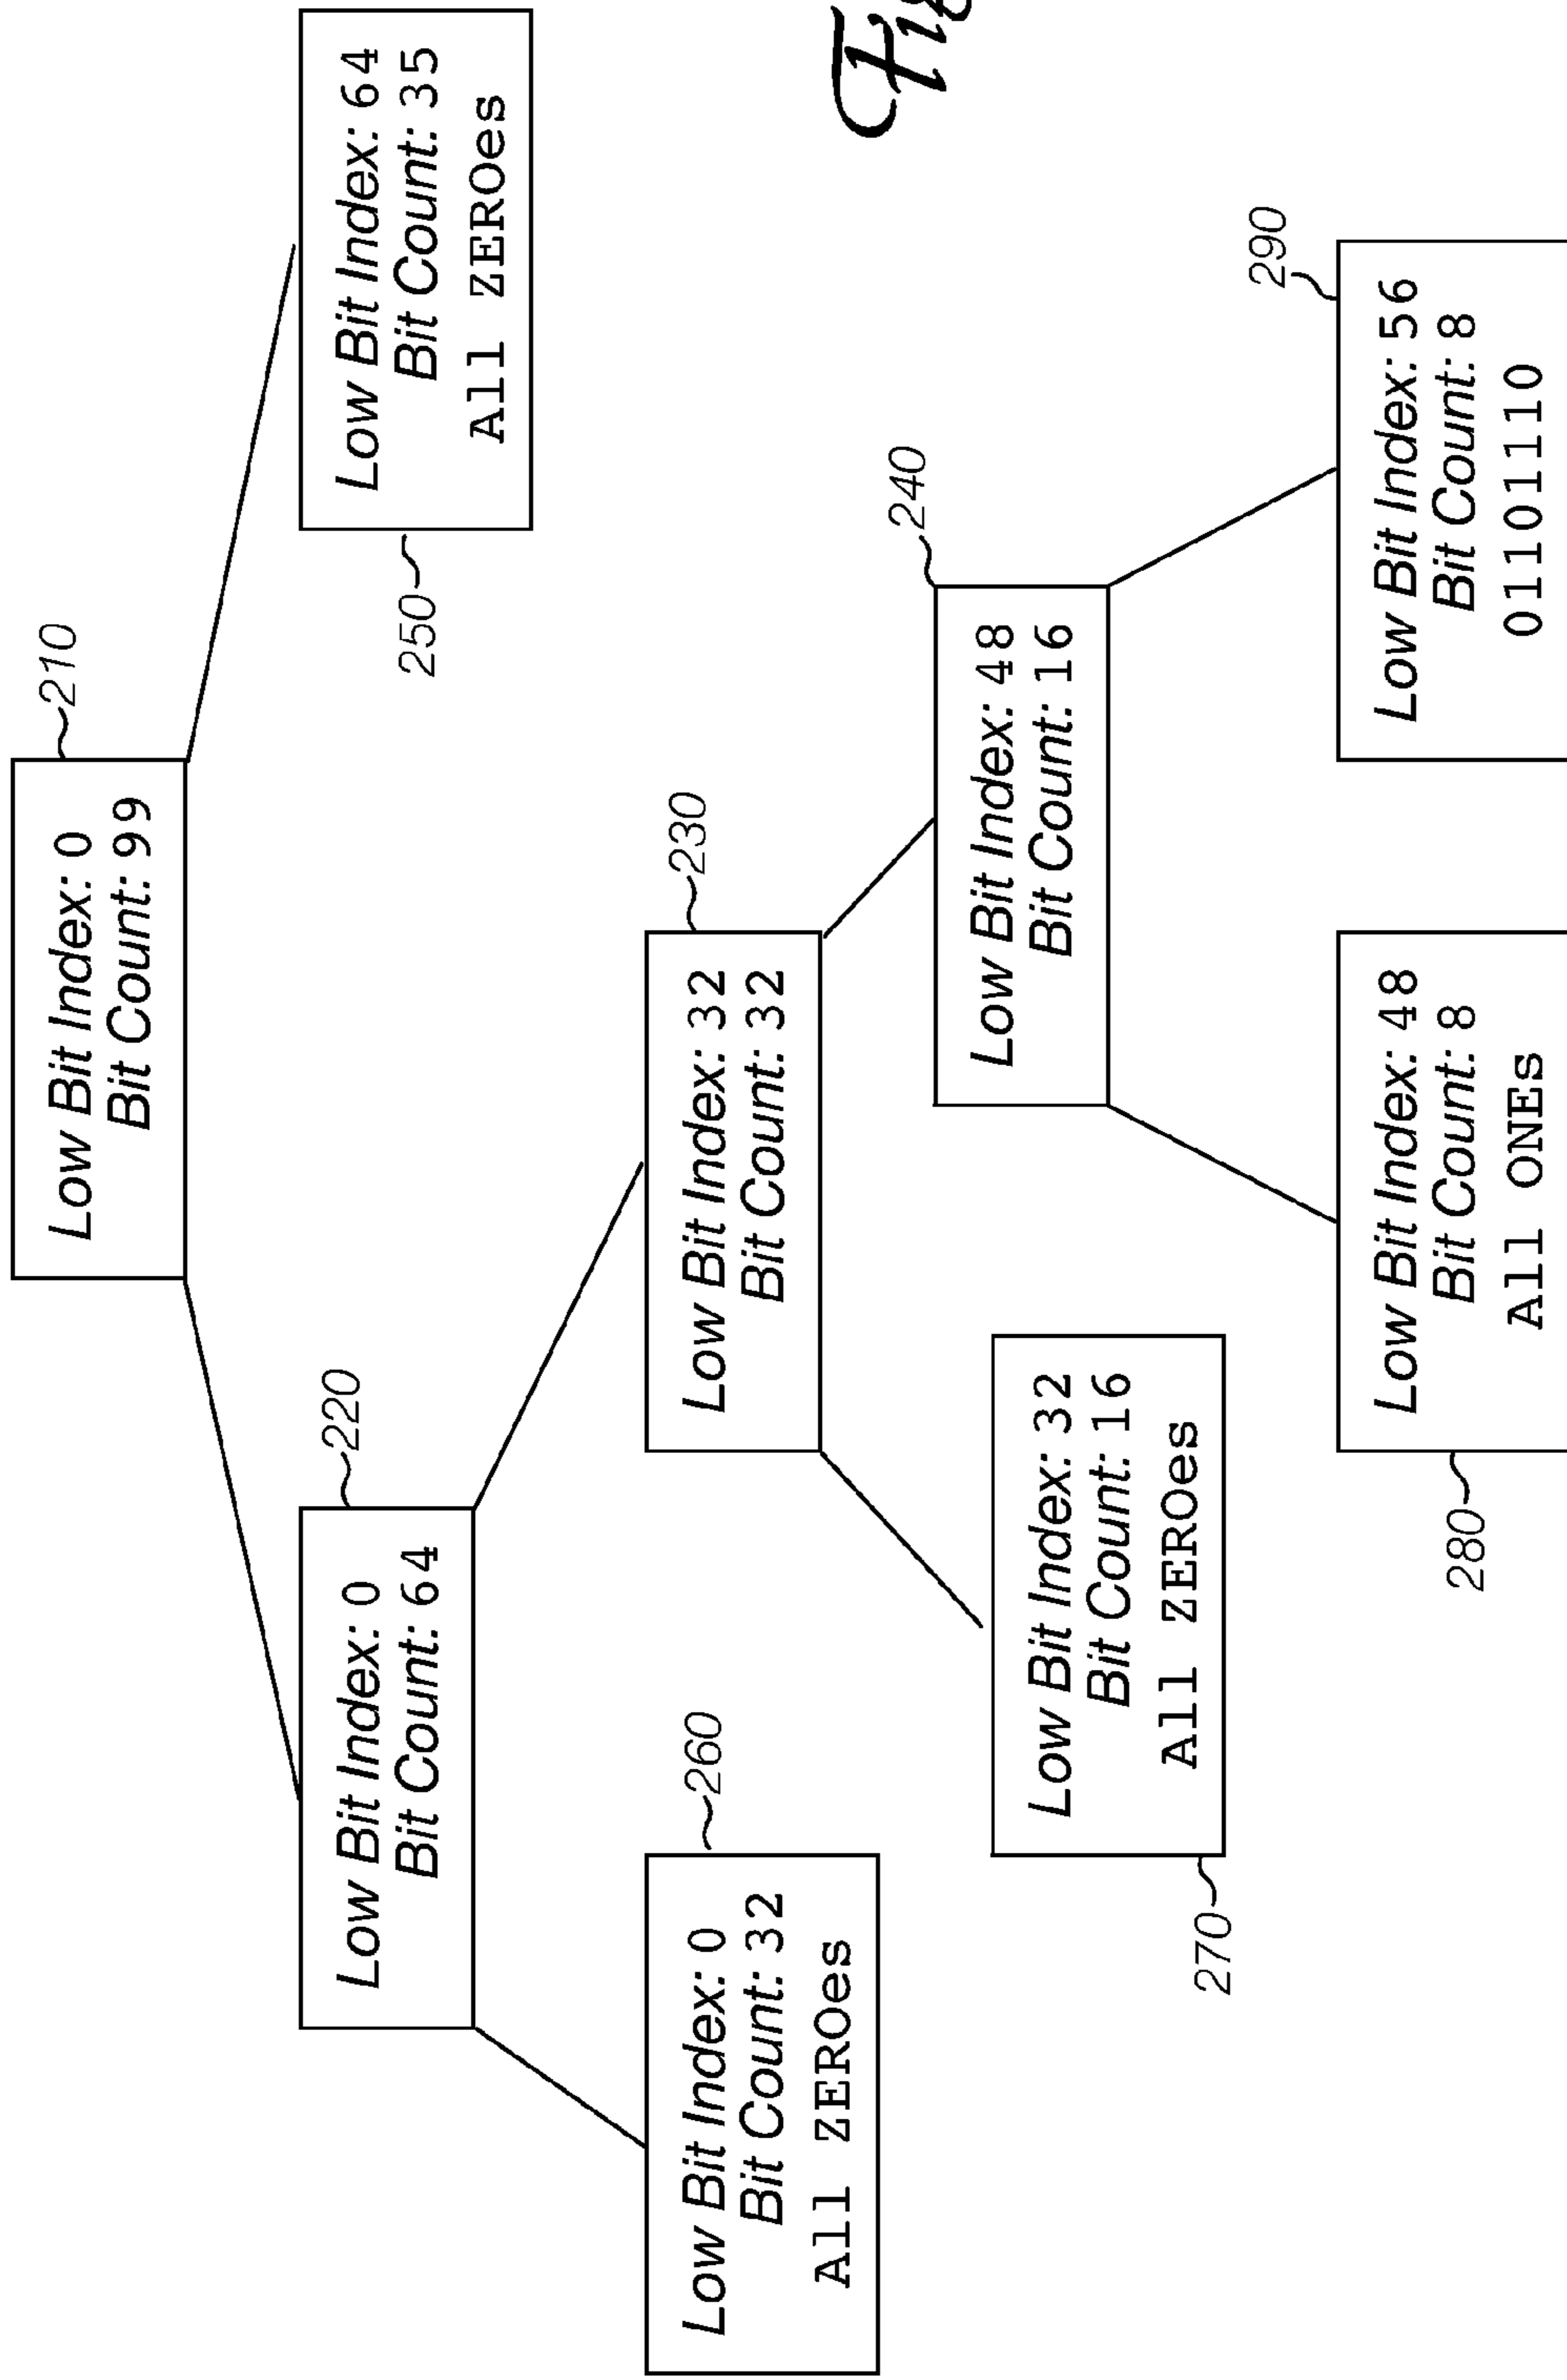 210
Low Bit Index: 0
Bit Count: 99
220
Low Bit Index: 0
Bit Count: 64
250
Low Bit Index: 64
Bit Count: 35
All ZEROes
260
Low Bit Index: 0
Bit Count: 32
All ZEROes
230
Low Bit Index: 32
Bit Count: 32
270
Low Bit Index: 32
Bit Count: 16
All ZEROes
240
Low Bit Index: 48
Bit Count: 16
280
Low Bit Index: 48
Bit Count: 8
All ONEs
290
Low Bit Index: 56
Bit Count: 8
01101110